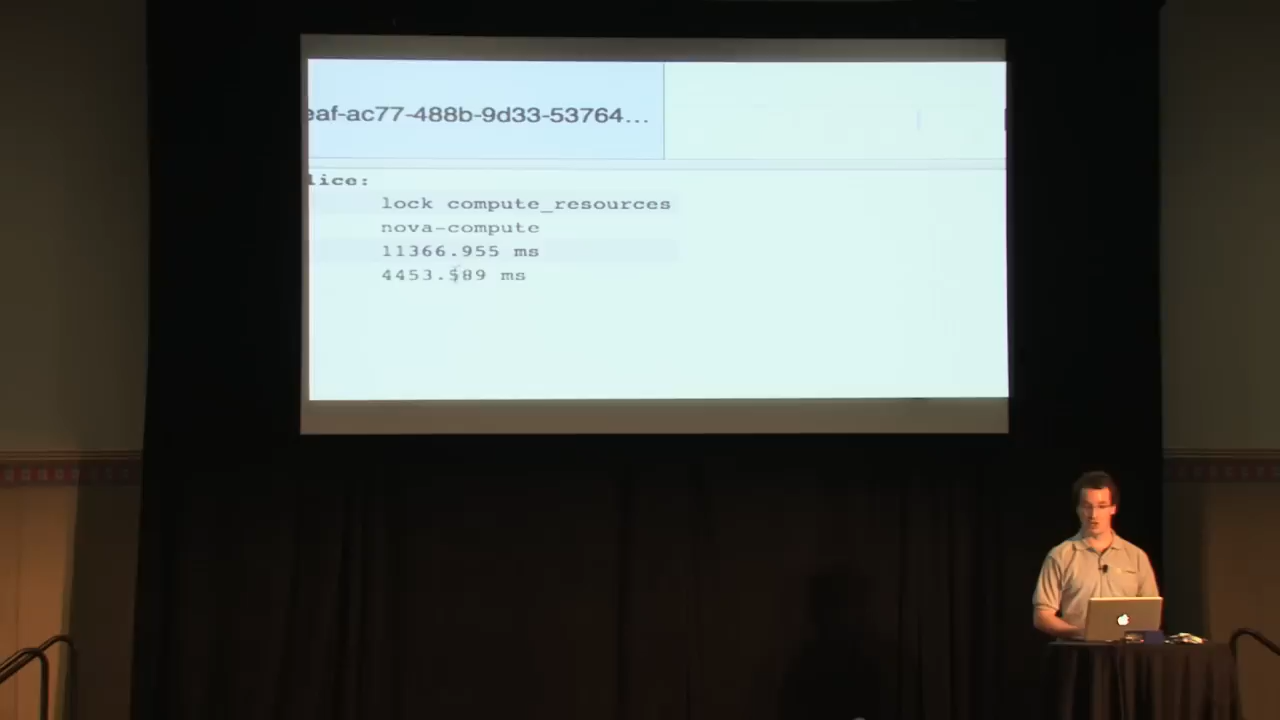 eaf-ac77-488b-9d33-53764...
lice:
lock compute_resources
nova-compute
11366.955 ms
4453.589 ms